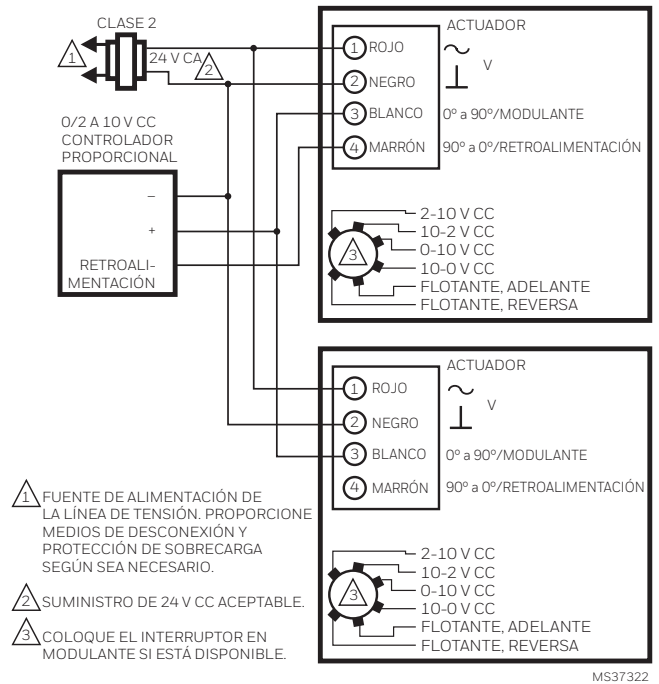 CLASE 2
1
24 V CA
2
0/2 A 10 V CC
CONTROLADOR
PROPORCIONAL
–
+
RETROALI-
MENTACIÓN
ACTUADOR
1 ROJO
V
2 NEGRO
3 BLANCO
0° a 90°/MODULANTE
4 MARRÓN
90° a 0°/RETROALIMENTACIÓN
2-10 V CC
10-2 V CC
0-10 V CC
3
10-0 V CC
FLOTANTE, ADELANTE
FLOTANTE, REVERSA
ACTUADOR
1 ROJO
V
2 NEGRO
3 BLANCO
0° a 90°/MODULANTE
4 MARRÓN
90° a 0°/RETROALIMENTACIÓN
2-10 V CC
10-2 V CC
0-10 V CC
3
10-0 V CC
FLOTANTE, ADELANTE
FLOTANTE, REVERSA
1 FUENTE DE ALIMENTACIÓN DE
LA LÍNEA DE TENSIÓN. PROPORCIONE
MEDIOS DE DESCONEXIÓN Y
PROTECCIÓN DE SOBRECARGA
SEGÚN SEA NECESARIO.
2 SUMINISTRO DE 24 V CC ACEPTABLE.
3 COLOQUE EL INTERRUPTOR EN
MODULANTE SI ESTÁ DISPONIBLE.
MS37322